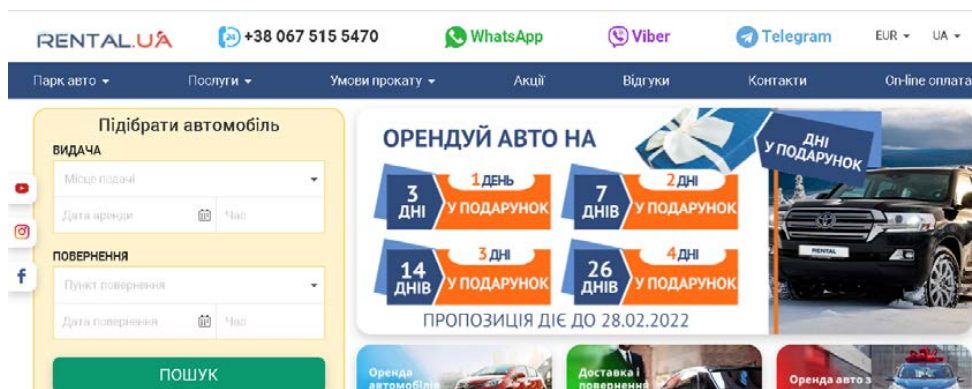 RENTAL.UA
+38 067 515 5470
WhatsApp
Viber
Telegram
EUR
UA
Парк авто
Послуги
Умови прокату
Акції
Відгуки
Контакти
On-line оплата
Підібрати автомобіль
ВИДАЧА
Місце подачі
Дата аренди
Час
ПОВЕРНЕННЯ
Пункт повернення
Дата повернення
Час
ПОШУК
ОРЕНДУЙ АВТО НА
ДНІ
У ПОДАРУНОК
3
ДНІ
1 ДЕНЬ
У ПОДАРУНОК
7
ДНІВ
2 ДНІ
У ПОДАРУНОК
14
ДНІВ
3 ДНІ
У ПОДАРУНОК
26
ДНІВ
4 ДНІ
У ПОДАРУНОК
ПРОПОЗИЦІЯ ДІЄ ДО 28.02.2022
RENTAL
Оренда
автомобілів
Доставка і
повернення
Оренда авто з